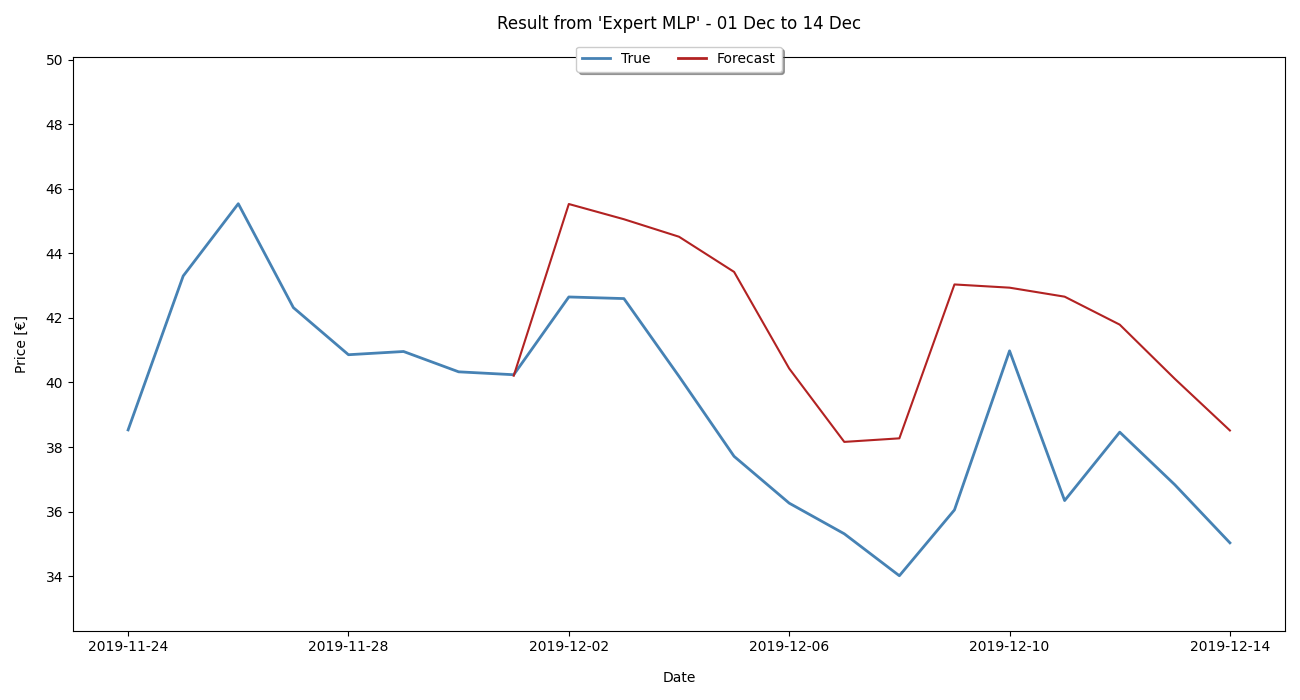 Result from 'Expert MLP' - 01 Dec to 14 Dec
True Forecast
50
48
46
44
42
40
38
36
34
Price [€]
2019-11-24 2019-11-28 2019-12-02 2019-12-06 2019-12-10 2019-12-14
Date